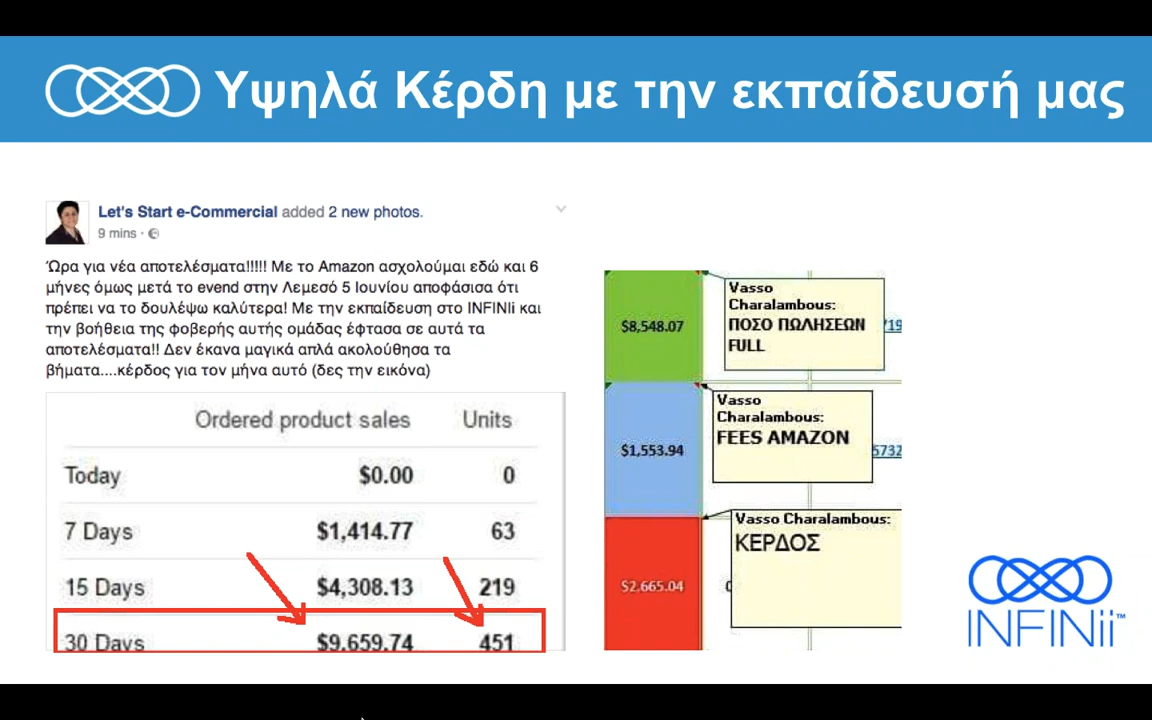 Υψηλά Κέρδη με την εκπαίδευσή μας
Let's Start e-Commercial added 2 new photos.
9 mins ·
Ώρα για νέα αποτελέσματα!!!!! Με το Amazon ασχολούμαι εδώ και 6
μήνες όμως μετά το evend στην Λεμεσό 5 Ιουνίου αποφάσισα ότι
πρέπει να το δουλέψω καλύτερα! Με την εκπαίδευση στο INFINIi και
την βοήθεια της φοβερής αυτής ομάδας έφτασα σε αυτά τα
αποτελέσματα!! Δεν έκανα μαγικά απλά ακολούθησα τα
βήματα....κέρδος για τον μήνα αυτό (δες την εικόνα)
Ordered product sales Units
Today $0.00 0
7 Days $1,414.77 63
15 Days $4,308.13 219
30 Days $9,659.74 451
$8,548.07
Vasso
Charalambous:
ΠΟΣΟ ΠΩΛΗΣΕΩΝ
FULL
719
$1,553.94
Vasso
Charalambous:
FEES AMAZON
5732
$2,665.04
Vasso Charalambous:
ΚΕΡΔΟΣ
INFINii™